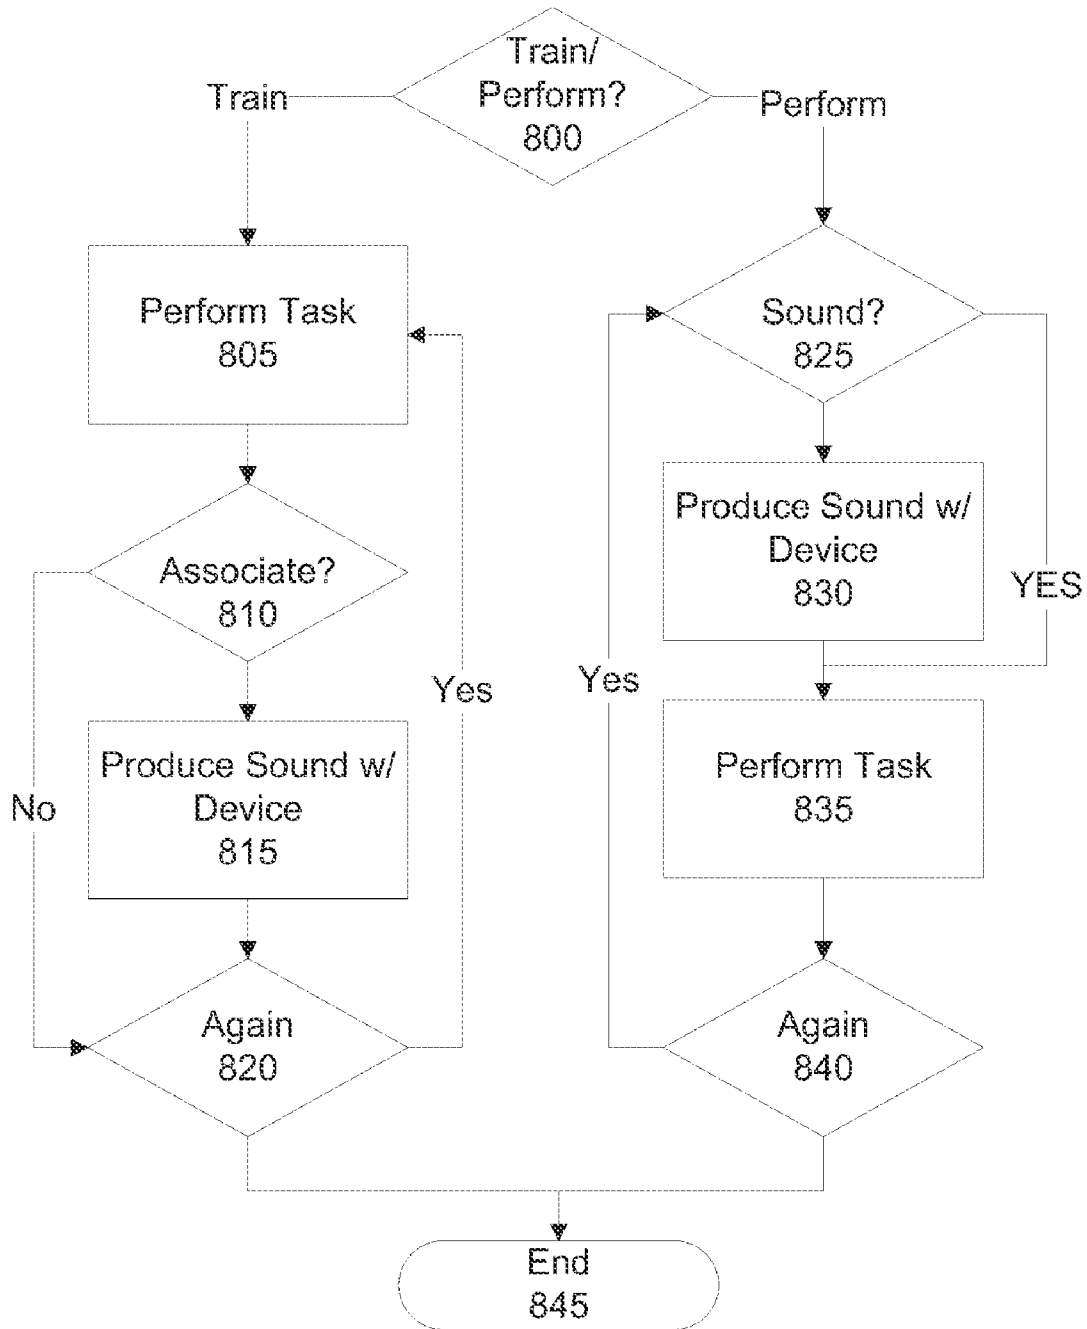 Train/
Perform?
800
Train
Perform
Perform Task
805
Sound?
825
Associate?
810
Produce Sound w/
Device
830
YES
Yes
Yes
Produce Sound w/
Device
815
No
Perform Task
835
Again
820
Again
840
End
845